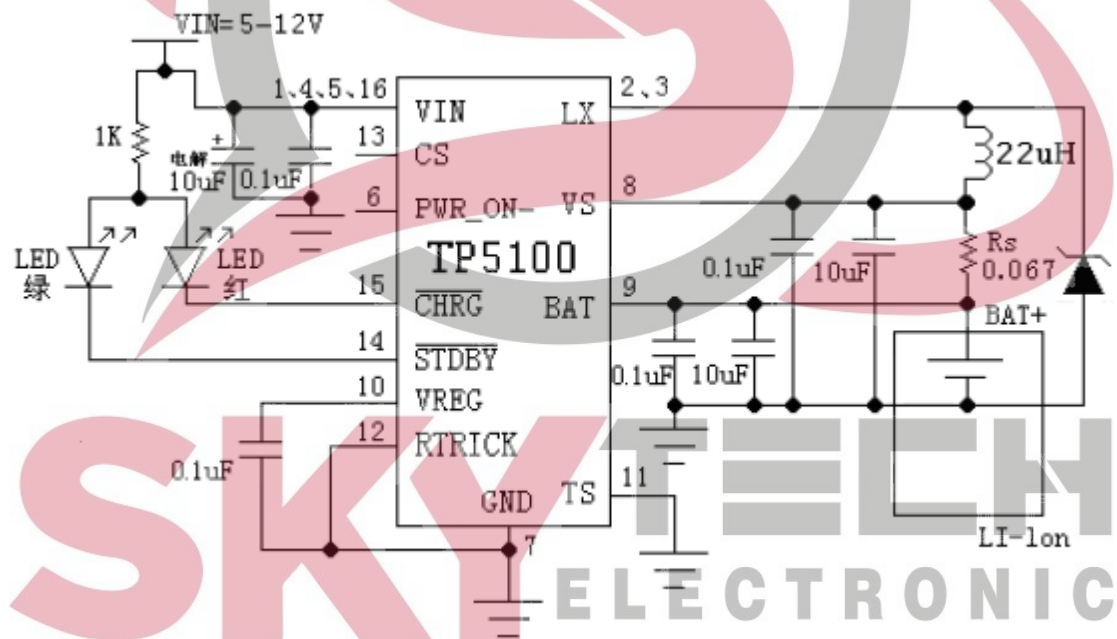 VIN=5-12V
1K
电解
+
10uF
0.1uF
1、4、5、16
13
6
15
14
10
12
LED
绿
LED
红
0.1uF
VIN
CS
PWR_ON-
TP5100
CHRG
STDBY
VREG
RTRICK
GND
7
LX
VS
BAT
TS
2、3
8
9
11
22uH
Rs
0.067
0.1uF
10uF
0.1uF
10uF
BAT+
LI-lon
SKYTECH
ELECTRONIC